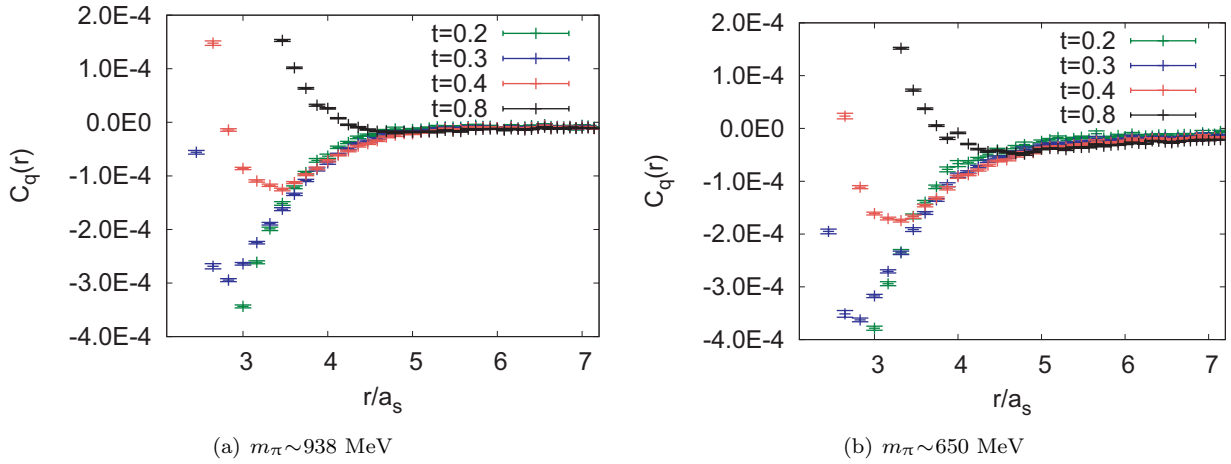 2.0E-4
1.0E-4
0.0E0
-1.0E-4
-2.0E-4
-3.0E-4
-4.0E-4
C_q(r)
t=0.2
t=0.3
t=0.4
t=0.8
3 4 5 6 7
r/a_s
(a) m_π∼938 MeV
2.0E-4
1.0E-4
0.0E0
-1.0E-4
-2.0E-4
-3.0E-4
-4.0E-4
C_q(r)
t=0.2
t=0.3
t=0.4
t=0.8
3 4 5 6 7
r/a_s
(b) m_π∼650 MeV